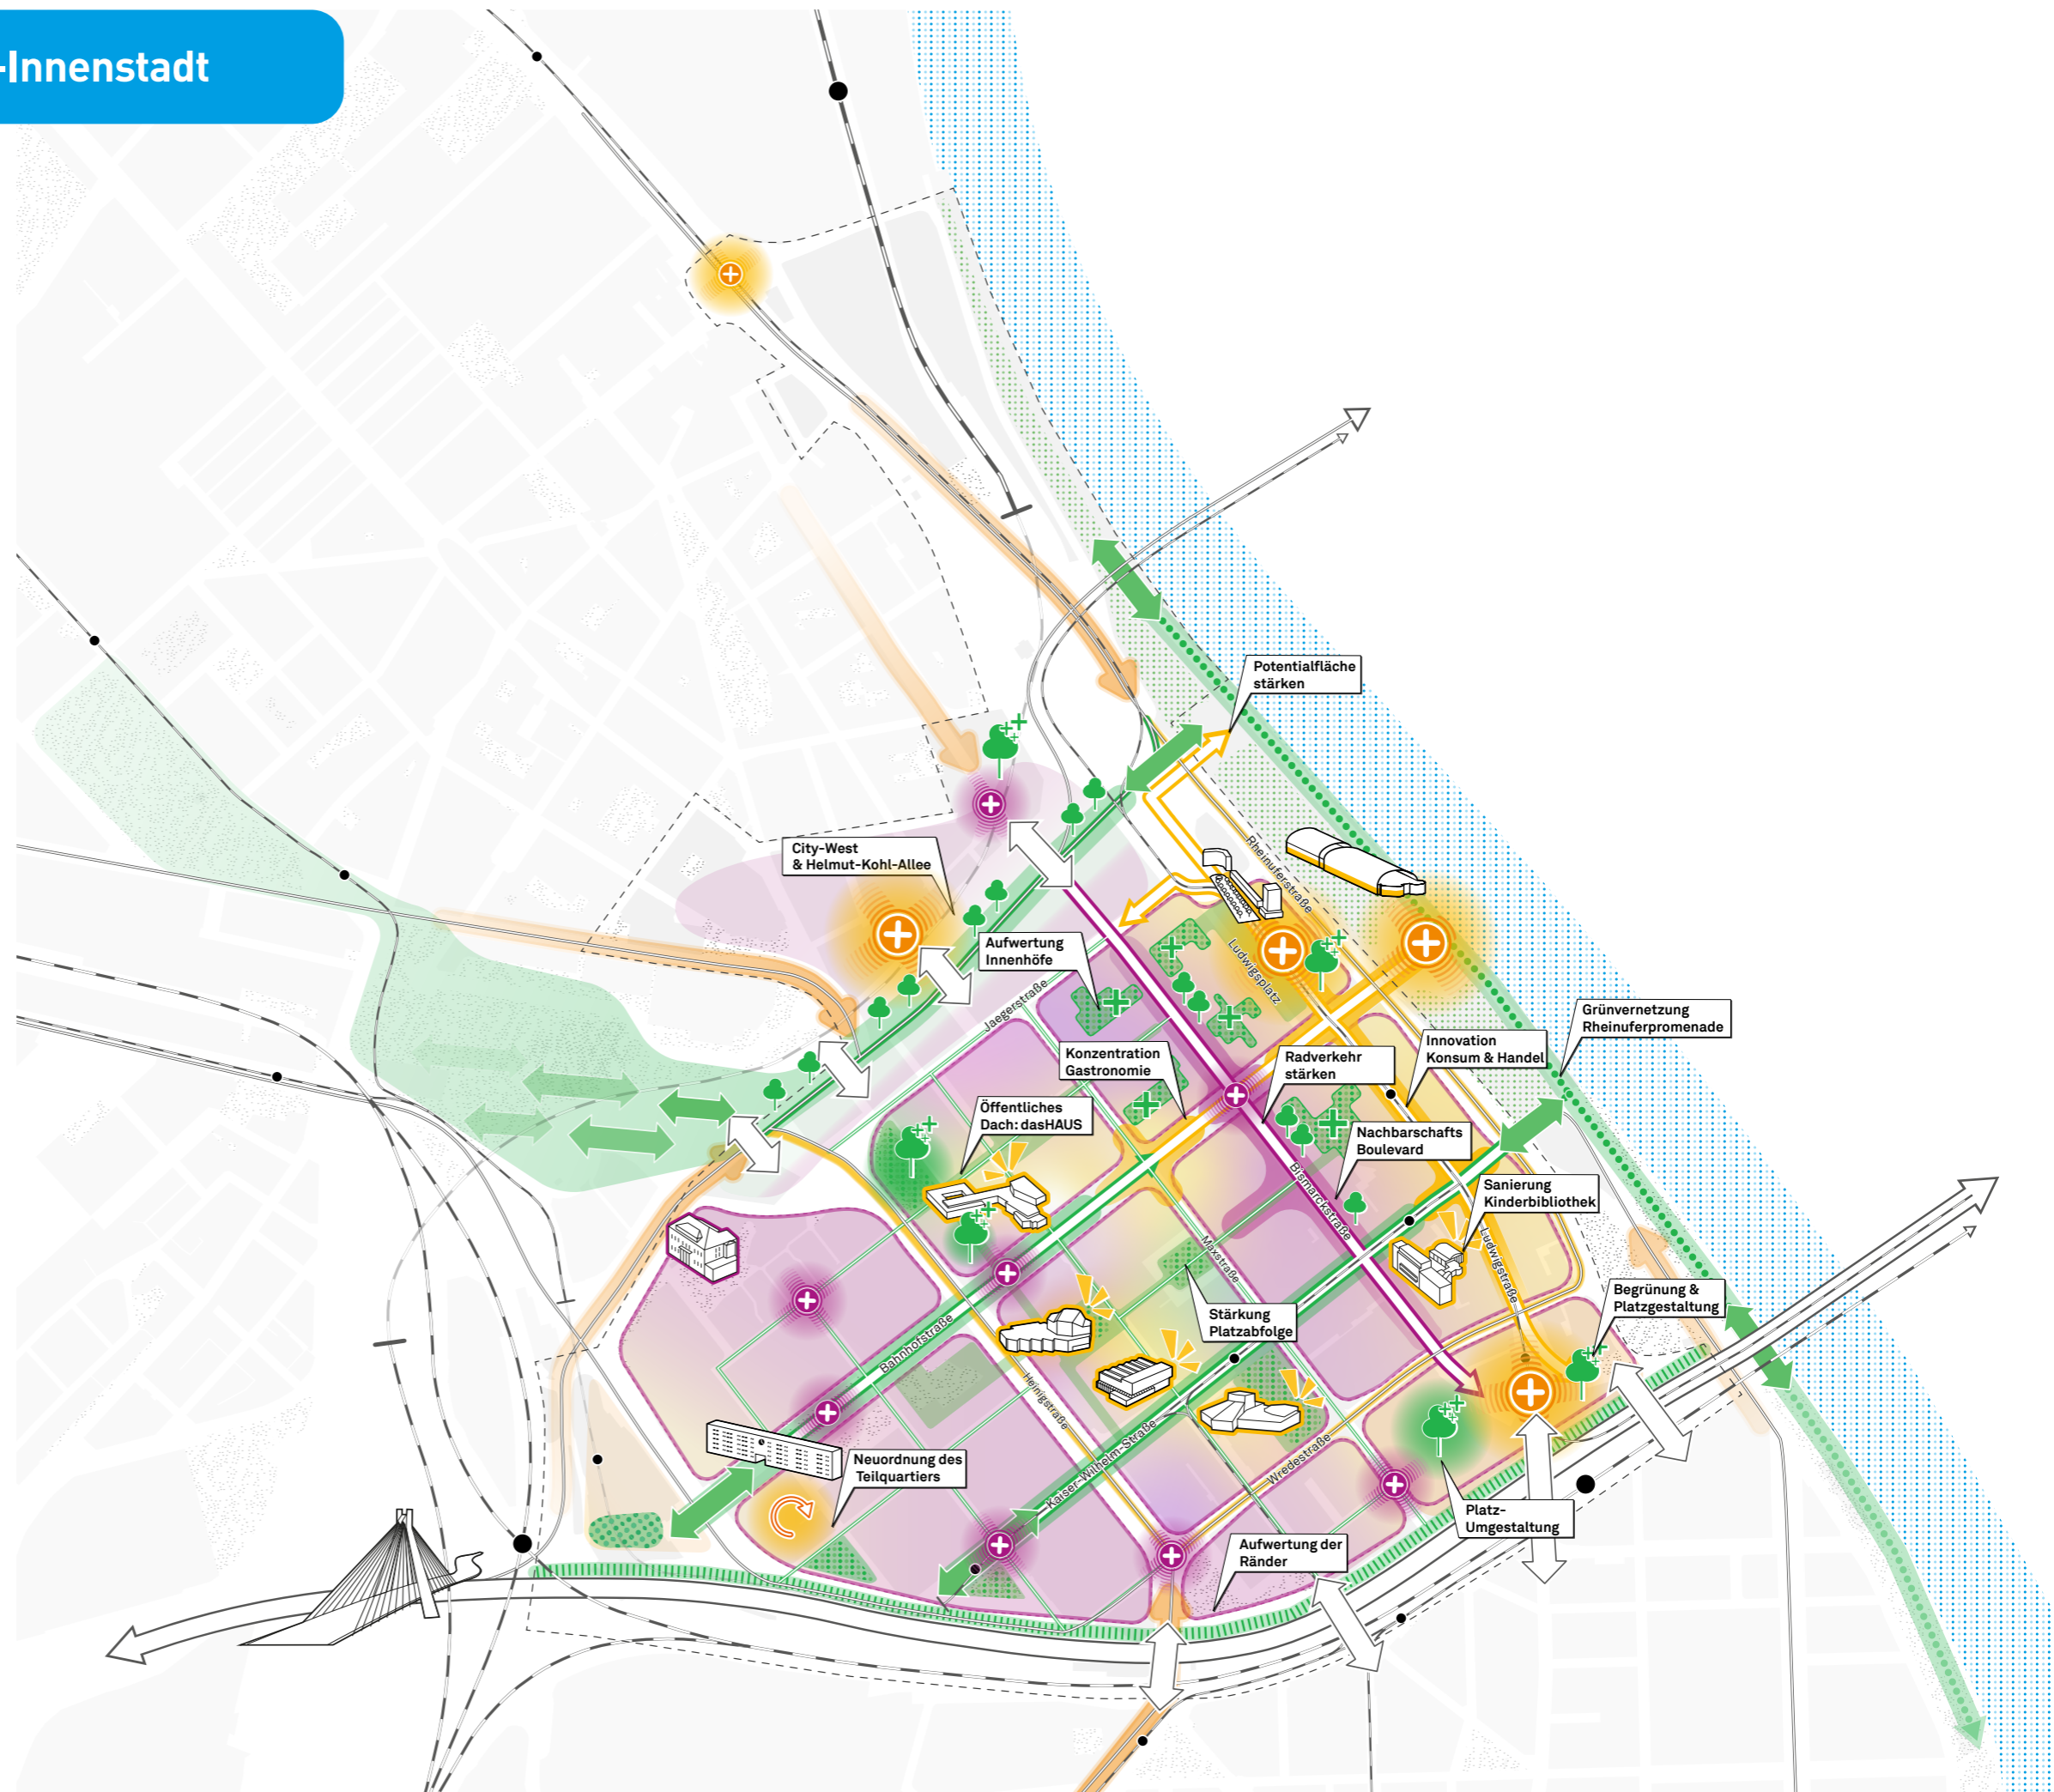 -Innenstadt
Potentialfläche
stärken
Rheinuferstraße
City-West
& Helmut-Kohl-Allee
Aufwertung
Innenhöfe
Ludwigsplatz
Jaegerstraße
Grünvernetzung
Rheinuferpromenade
Innovation
Konsum & Handel
Konzentration
Gastronomie
Radverkehr
stärken
Öffentliches
Dach: dasHAUS
Nachbarschafts
Boulevard
Bismarckstraße
Sanierung
Kinderbibliothek
Maxstraße
Ludwigstraße
Begrünung &
Platzgestaltung
Stärkung
Platzabfolge
Bahnhofstraße
Heinigstraße
Kaiser-Wilhelm-Straße
Wredestraße
Neuordnung des
Teilquartiers
Platz-
Umgestaltung
Aufwertung der
Ränder